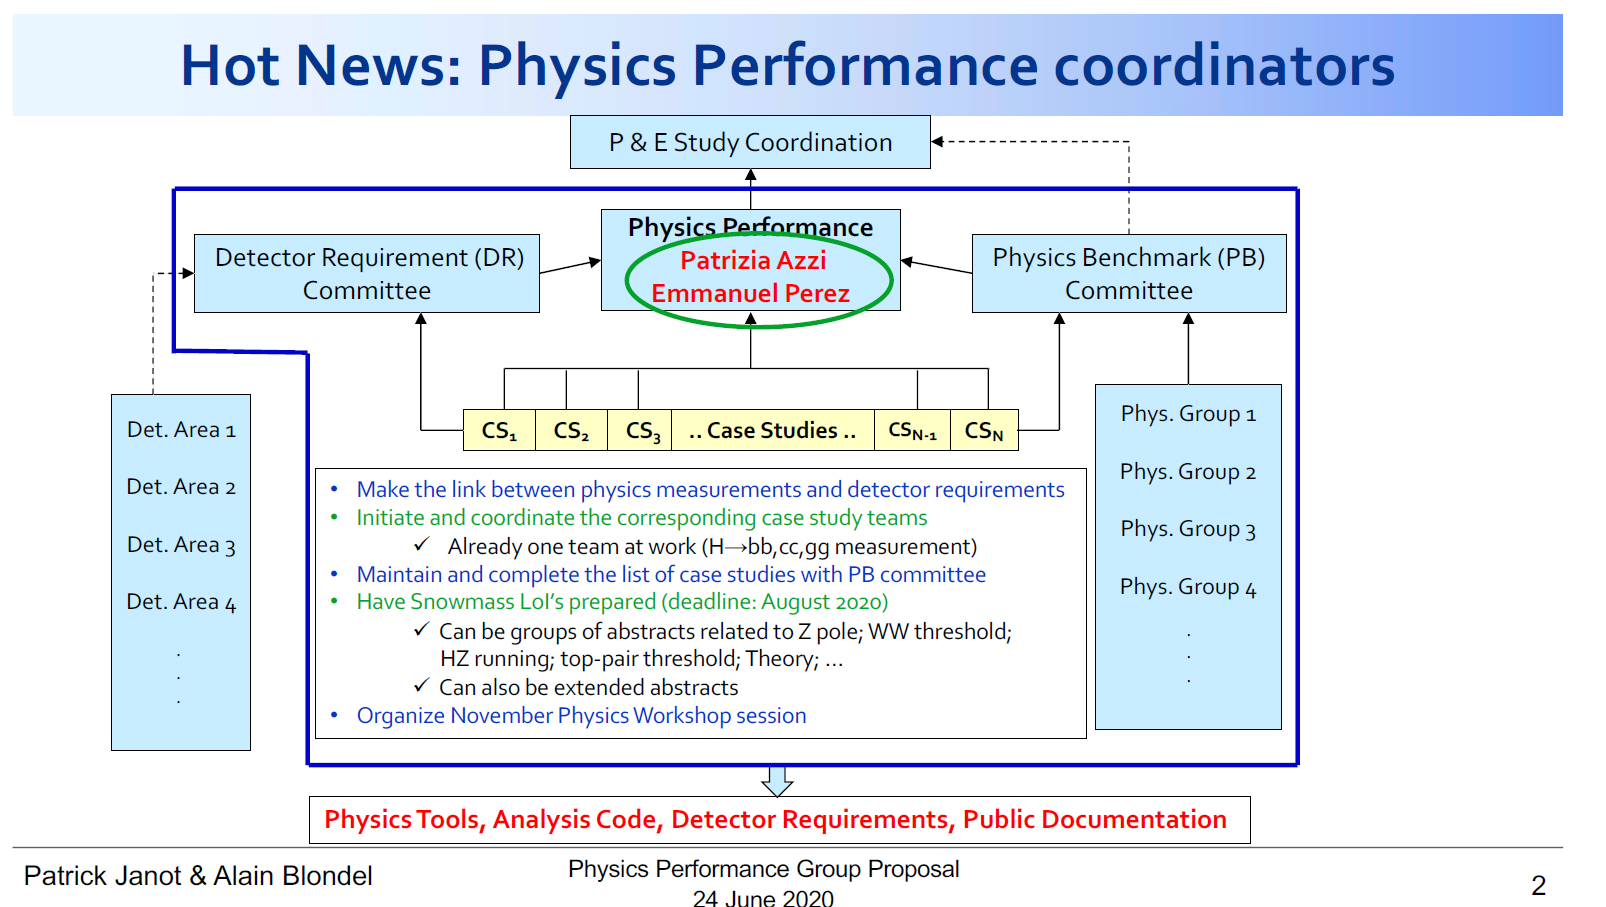 Hot News: Physics Performance coordinators
P & E Study Coordination
Physics Performance
Patrizia Azzi
Emmanuel Perez
Detector Requirement (DR)
Committee
Physics Benchmark (PB)
Committee
CS1 CS2 CS3 .. Case Studies .. CSN-1 CSN
Det. Area 1
Det. Area 2
Det. Area 3
Det. Area 4
.
.
.
Phys. Group 1
Phys. Group 2
Phys. Group 3
Phys. Group 4
.
.
.
• Make the link between physics measurements and detector requirements
• Initiate and coordinate the corresponding case study teams
✓ Already one team at work (H→bb,cc,gg measurement)
• Maintain and complete the list of case studies with PB committee
• Have Snowmass LoI's prepared (deadline: August 2020)
✓ Can be groups of abstracts related to Z pole; WW threshold;
HZ running; top-pair threshold; Theory; ...
✓ Can also be extended abstracts
• Organize November Physics Workshop session
Physics Tools, Analysis Code, Detector Requirements, Public Documentation
Patrick Janot & Alain Blondel
Physics Performance Group Proposal
24 June 2020
2